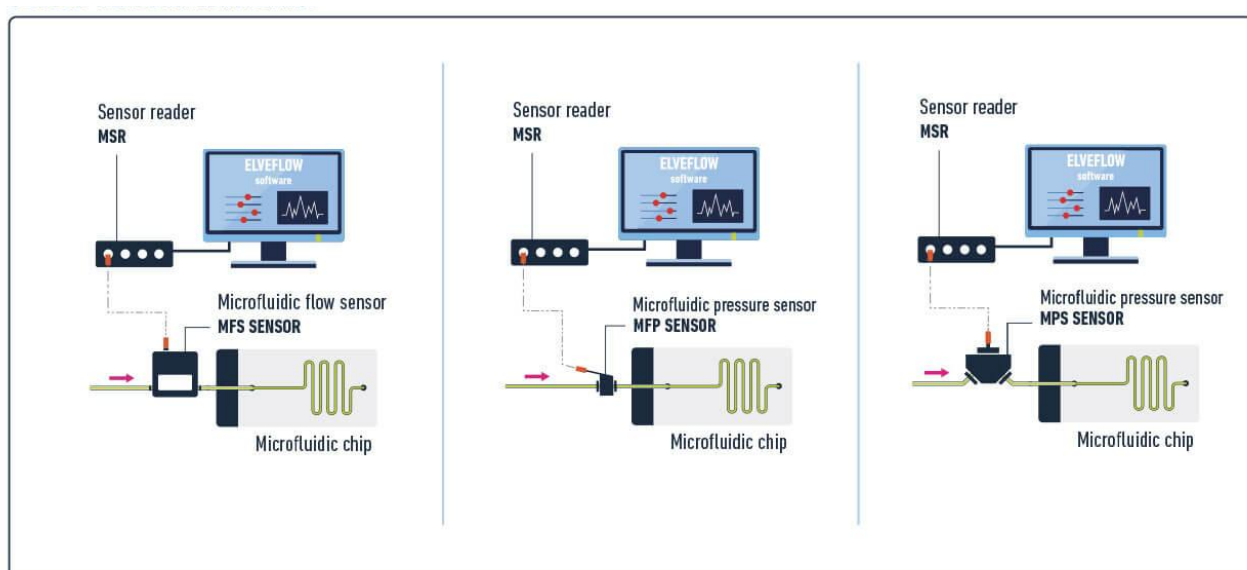 Sensor reader
MSR
ELVEFLOW
software
Microfluidic flow sensor
MFS SENSOR
Microfluidic chip
Sensor reader
MSR
ELVEFLOW
software
Microfluidic pressure sensor
MFP SENSOR
Microfluidic chip
Sensor reader
MSR
ELVEFLOW
software
Microfluidic pressure sensor
MPS SENSOR
Microfluidic chip